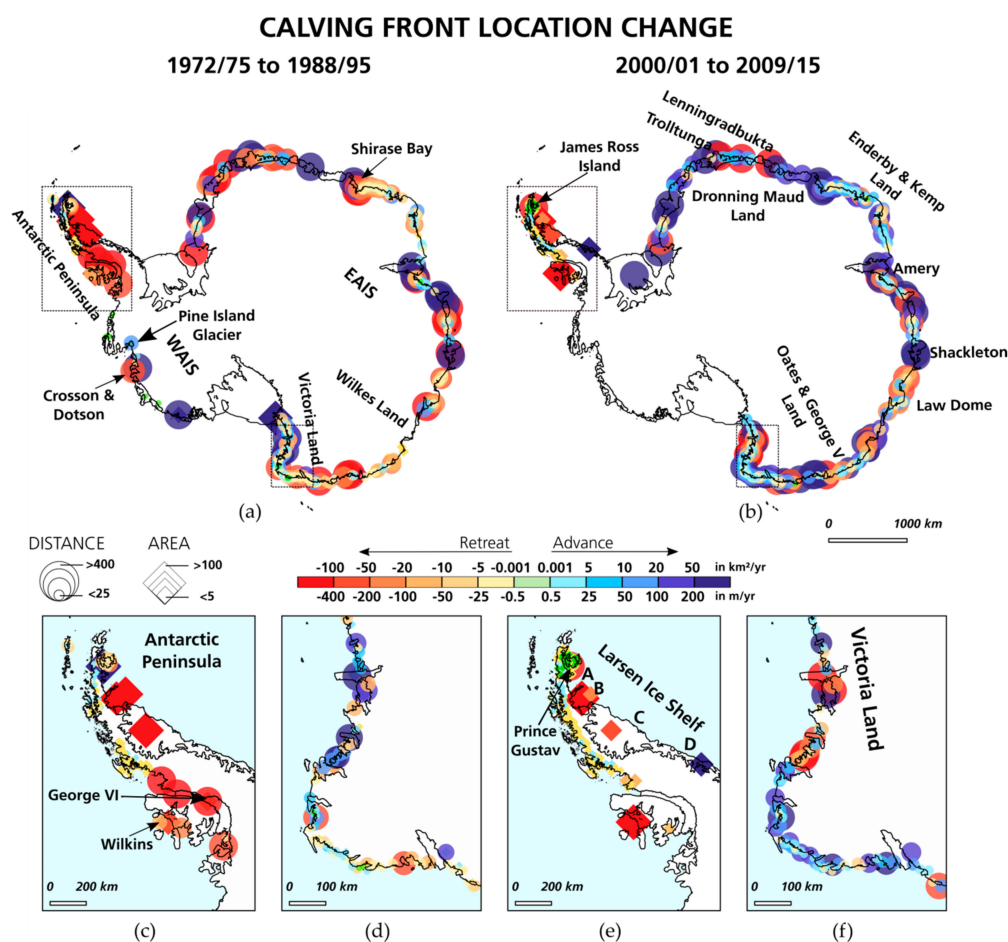 CALVING FRONT LOCATION CHANGE
1972/75 to 1988/95
2000/01 to 2009/15
Shirase Bay
Antarctic Peninsula
EAIS
Pine Island
Glacier
WAIS
Crosson &
Dotson
Victoria Land
Wilkes Land
(a)
Lenningradbukta
Trolltunga
James Ross
Island
Enderby & Kemp
Land
Dronning Maud
Land
Amery
Shackleton
Oates & George V
Land
Law Dome
(b)
0 1000 km
DISTANCE
>400
<25
AREA
>100
<5
Retreat Advance
-100 -50 -20 -10 -5 -0.001 0.001 5 10 20 50 in km²/yr
-400 -200 -100 -50 -25 -0.5 0.5 25 50 100 200 in m/yr
Antarctic
Peninsula
George VI
Wilkins
0 200 km
(c)
0 100 km
(d)
A
B
Larsen Ice Shelf
C
D
Prince
Gustav
0 200 km
(e)
Victoria Land
0 100 km
(f)